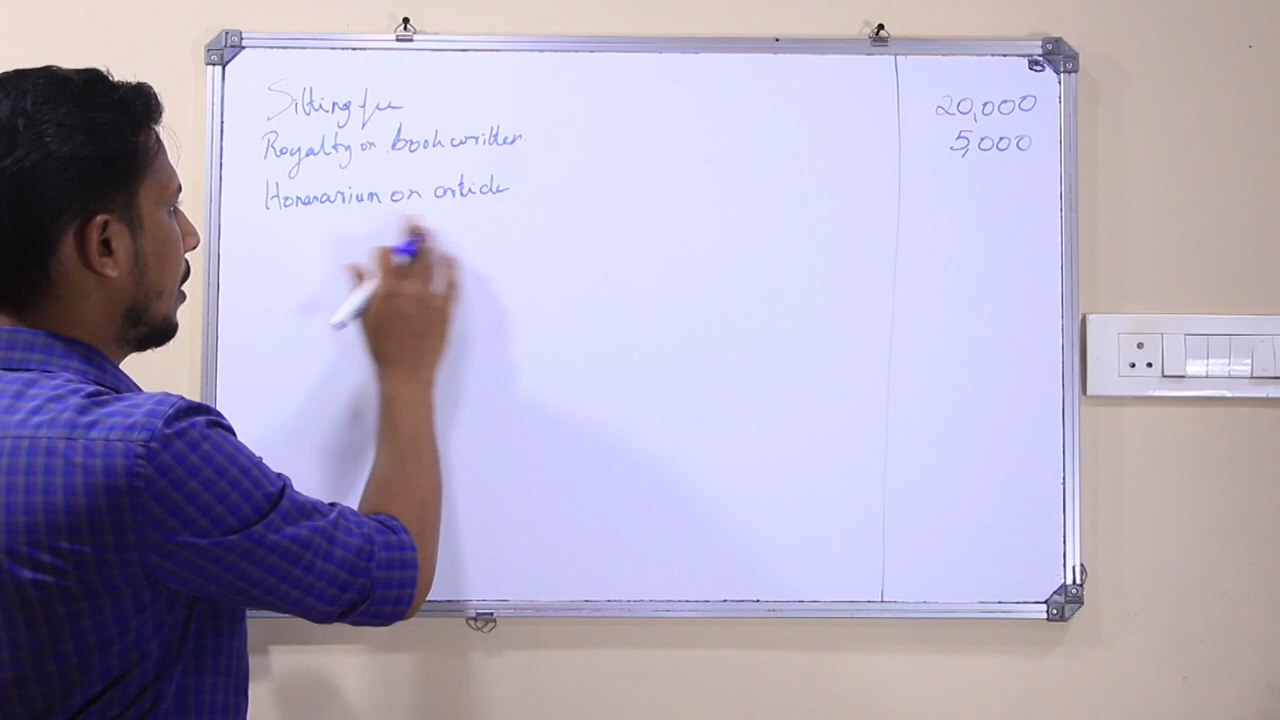 Sitting fee 20,000
Royalty on book written. 5,000
Honorarium on article